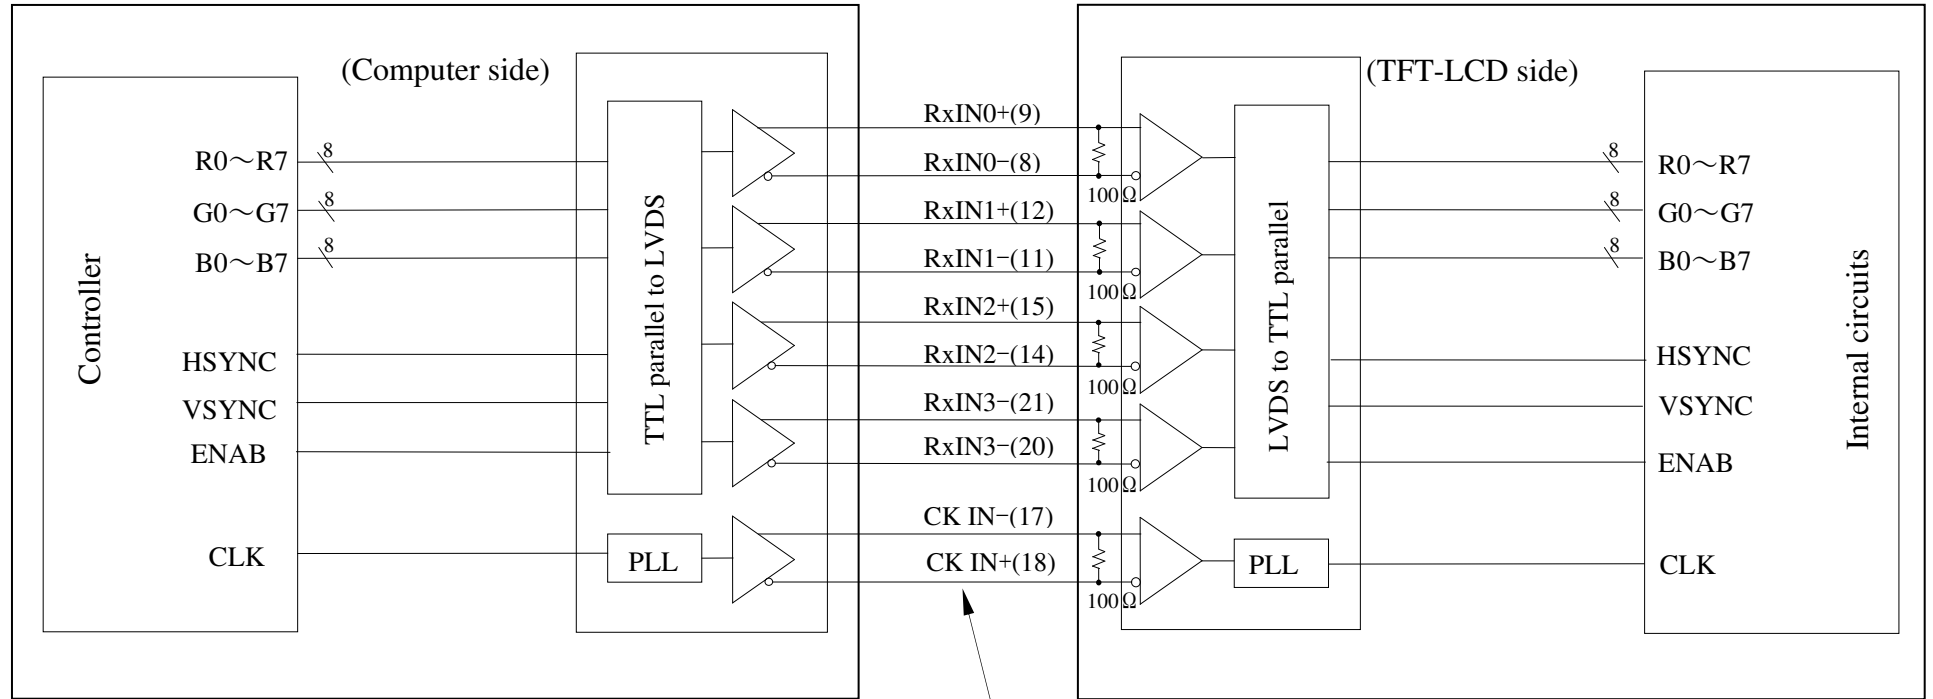 (Computer side)
(TFT-LCD side)
Controller
R0～R7
8
G0～G7
8
B0～B7
8
HSYNC
VSYNC
ENAB
CLK
TTL parallel to LVDS
PLL
RxIN0+(9)
RxIN0−(8)
RxIN1+(12)
RxIN1−(11)
RxIN2+(15)
RxIN2−(14)
RxIN3−(21)
RxIN3−(20)
CK IN−(17)
CK IN+(18)
100Ω
100Ω
100Ω
100Ω
100Ω
LVDS to TTL parallel
PLL
8
R0～R7
8
G0～G7
8
B0～B7
HSYNC
VSYNC
ENAB
CLK
Internal circuits